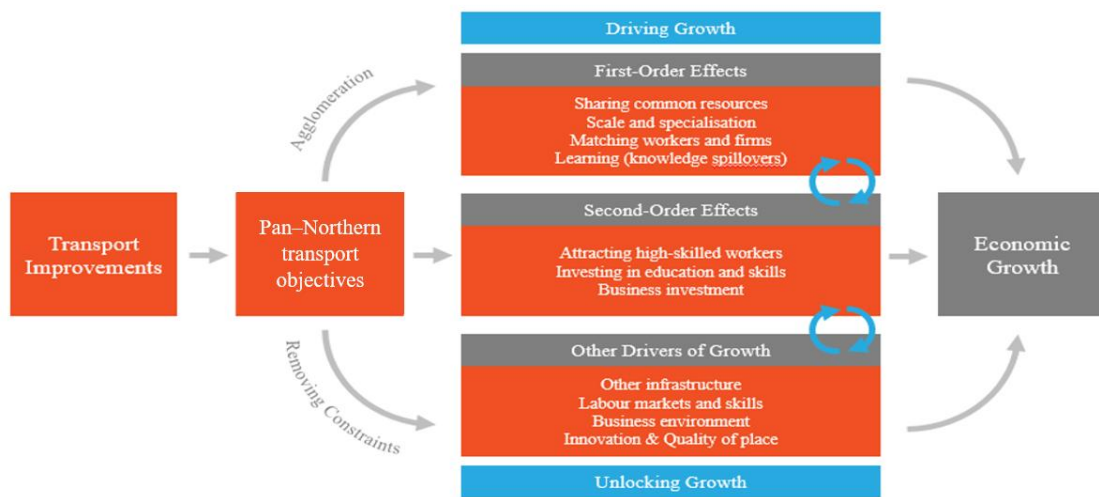 Driving Growth
First-Order Effects
Sharing common resources
Scale and specialisation
Matching workers and firms
Learning (knowledge spillovers)
Agglomeration
Transport
Improvements
Pan–Northern
transport
objectives
Second-Order Effects
Attracting high-skilled workers
Investing in education and skills
Business investment
Economic
Growth
Removing Constraints
Other Drivers of Growth
Other infrastructure
Labour markets and skills
Business environment
Innovation & Quality of place
Unlocking Growth